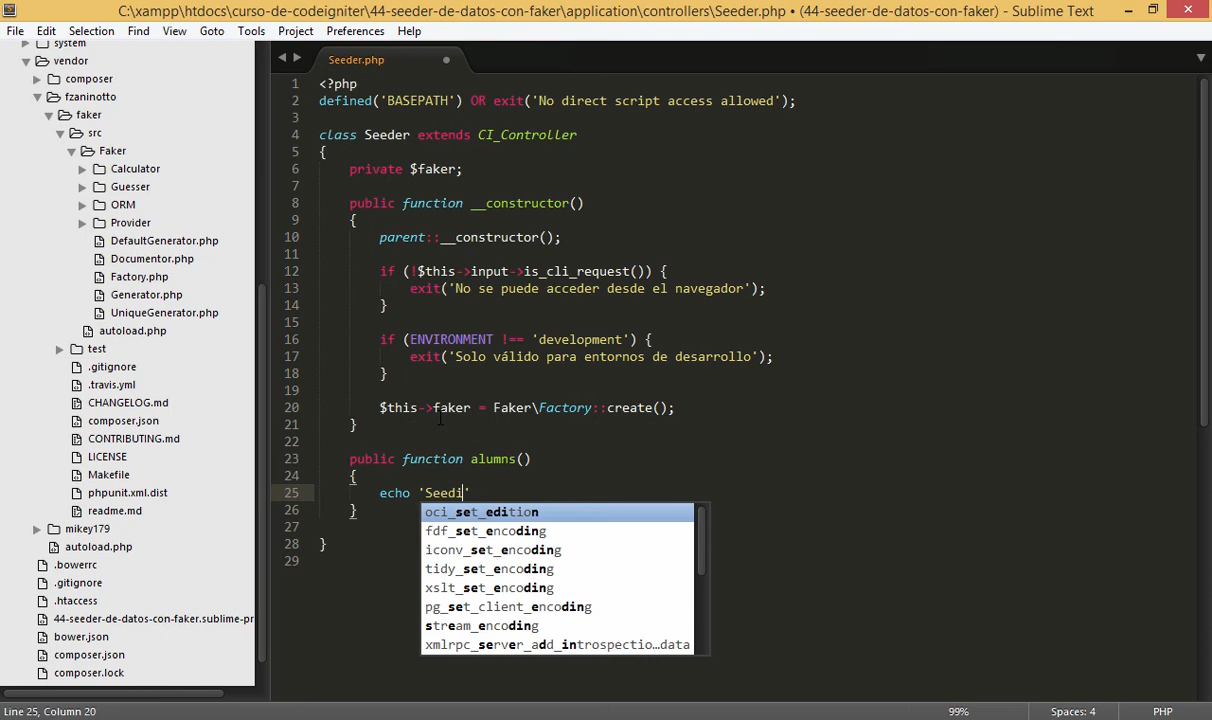 C:\xampp\htdocs\curso-de-codeigniter\44-seeder-de-datos-con-faker\application\controllers\Seeder.php • (44-seeder-de-datos-con-faker) - Sublime Text
File Edit Selection Find View Goto Tools Project Preferences Help
system
vendor
composer
fzaninotto
faker
src
Faker
Calculator
Guesser
ORM
Provider
DefaultGenerator.php
Documentor.php
Factory.php
Generator.php
UniqueGenerator.php
autoload.php
test
.gitignore
.travis.yml
CHANGELOG.md
composer.json
CONTRIBUTING.md
LICENSE
Makefile
phpunit.xml.dist
readme.md
mikey179
autoload.php
.bowerrc
.gitignore
.htaccess
44-seeder-de-datos-con-faker.sublime-pr
bower.json
composer.json
composer.lock
Seeder.php
1 <?php
2 defined('BASEPATH') OR exit('No direct script access allowed');
3
4 class Seeder extends CI_Controller
5 {
6 private $faker;
7
8 public function __constructor()
9 {
10 parent::__constructor();
11
12 if (!$this->input->is_cli_request()) {
13 exit('No se puede acceder desde el navegador');
14 }
15
16 if (ENVIRONMENT !== 'development') {
17 exit('Solo válido para entornos de desarrollo');
18 }
19
20 $this->faker = Faker\Factory::create();
21 }
22
23 public function alumns()
24 {
25 echo 'Seedi'
26 }
27
28 }
29
oci_set_edition
fdf_set_encoding
iconv_set_encoding
tidy_set_encoding
xslt_set_encoding
pg_set_client_encoding
stream_encoding
xmlrpc_server_add_introspectio…data
Line 25, Column 20 99% Spaces: 4 PHP